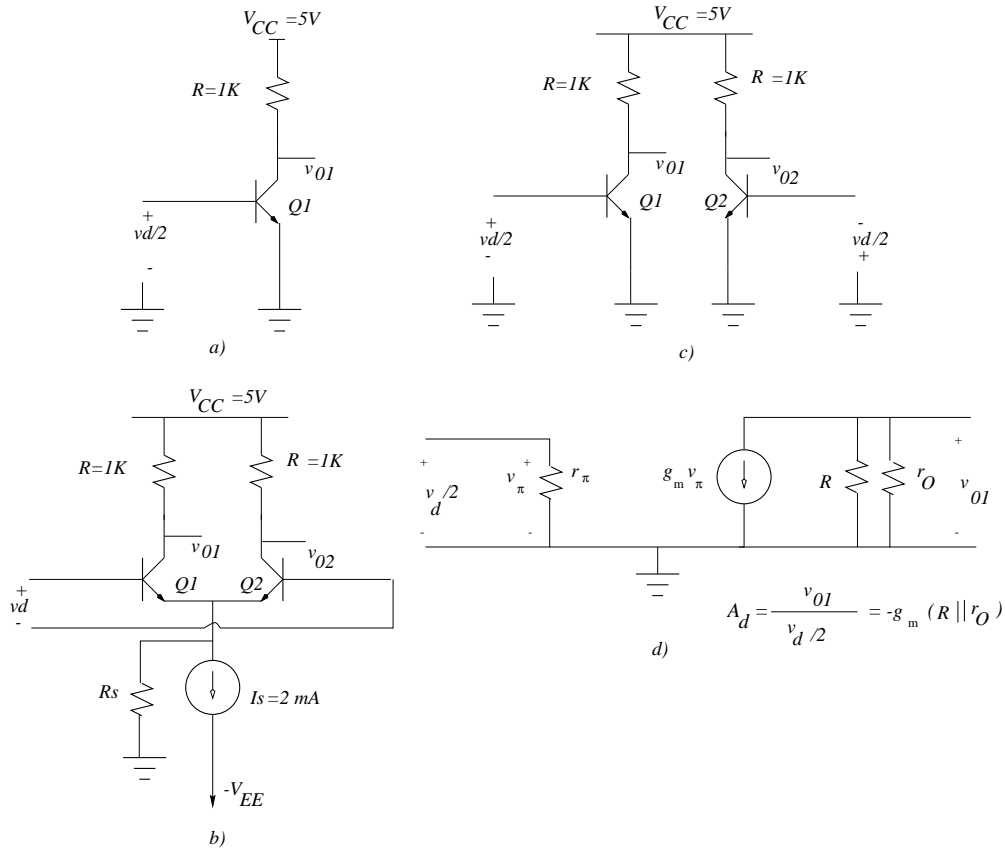 V_CC =5V
R=1K
v_01
Q1
+
vd/2
-
a)
V_CC =5V
R=1K
R =1K
v_01
v_02
Q1
Q2
+
vd/2
-
-
vd/2
+
c)
V_CC =5V
R=1K
R =1K
v_01
v_02
Q1
Q2
+
vd
-
Rs
Is=2 mA
-V_EE
b)
+
v_d/2
-
+
v_π
-
r_π
g_m v_π
R
r_O
+
v_01
-
A_d = v_01 / (v_d/2) = -g_m (R||r_O)
d)